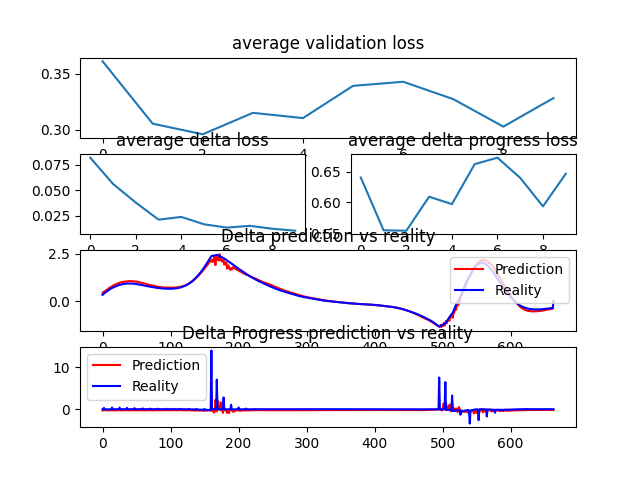 average validation loss
0.35
0.30
0 2 4 6 8
average delta loss average delta progress loss
0.075
0.050
0.025
0 2 4 6 8
0.65
0.60
0.55
0 2 4 6 8
Delta prediction vs reality
2.5
0.0
Prediction
Reality
0 100 200 300 400 500 600
Delta Progress prediction vs reality
10
0
Prediction
Reality
0 100 200 300 400 500 600